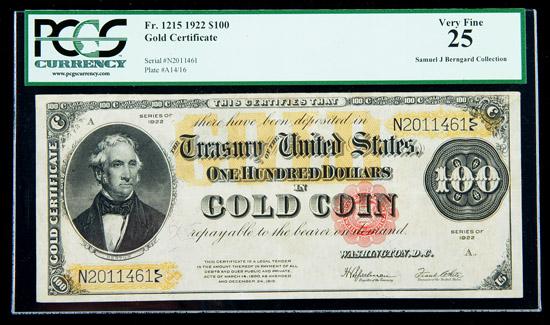 PCGS
CURRENCY
www.pcgscurrency.com
Fr. 1215 1922 $100
Gold Certificate
Serial #N2011461
Plate #A14/16
Very Fine
25
Samuel J Berngard Collection
THIS CERTIFIES THAT
SERIES OF
1922
A
there have been deposited in
N2011461
THE Treasury OF THE United States.
ONE HUNDRED DOLLARS
IN
GOLD COIN
repayable to the bearer on demand.
WASHINGTON, D.C.
GOLD CERTIFICATE
100
SERIES OF
1922
A
N2011461
THIS CERTIFICATE IS A LEGAL TENDER
IN THE AMOUNT THEREOF IN PAYMENT OF ALL
DEBTS AND DUES PUBLIC AND PRIVATE.
ACTS OF MARCH 14, 1900, AS AMENDED
AND DECEMBER 24, 1919.
H V Speelman
Frank White